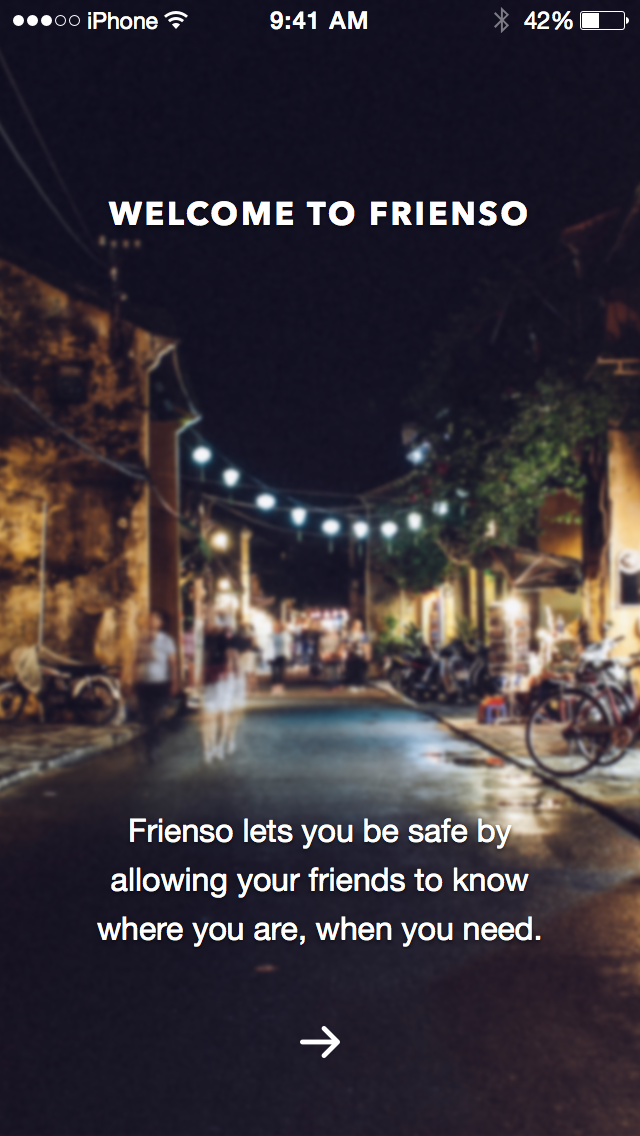 iPhone 9:41 AM 42%
WELCOME TO FRIENSO
Frienso lets you be safe by
allowing your friends to know
where you are, when you need.